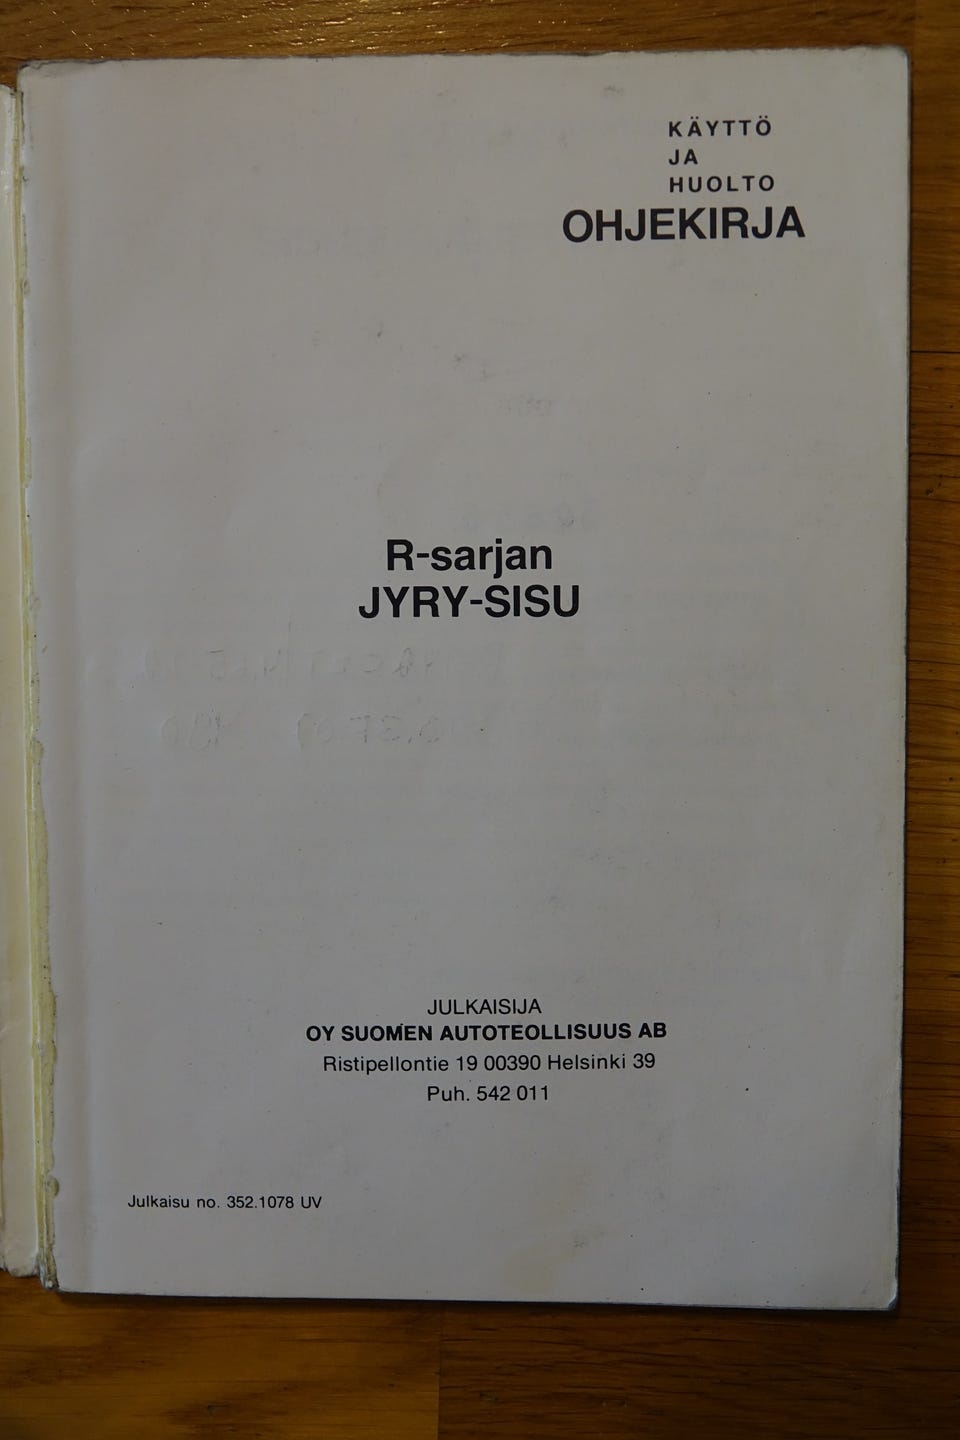 KÄYTTÖ
JA
HUOLTO
OHJEKIRJA
R-sarjan
JYRY-SISU
JULKAISIJA
OY SUOMEN AUTOTEOLLISUUS AB
Ristipellontie 19 00390 Helsinki 39
Puh. 542 011
Julkaisu no. 352.1078 UV